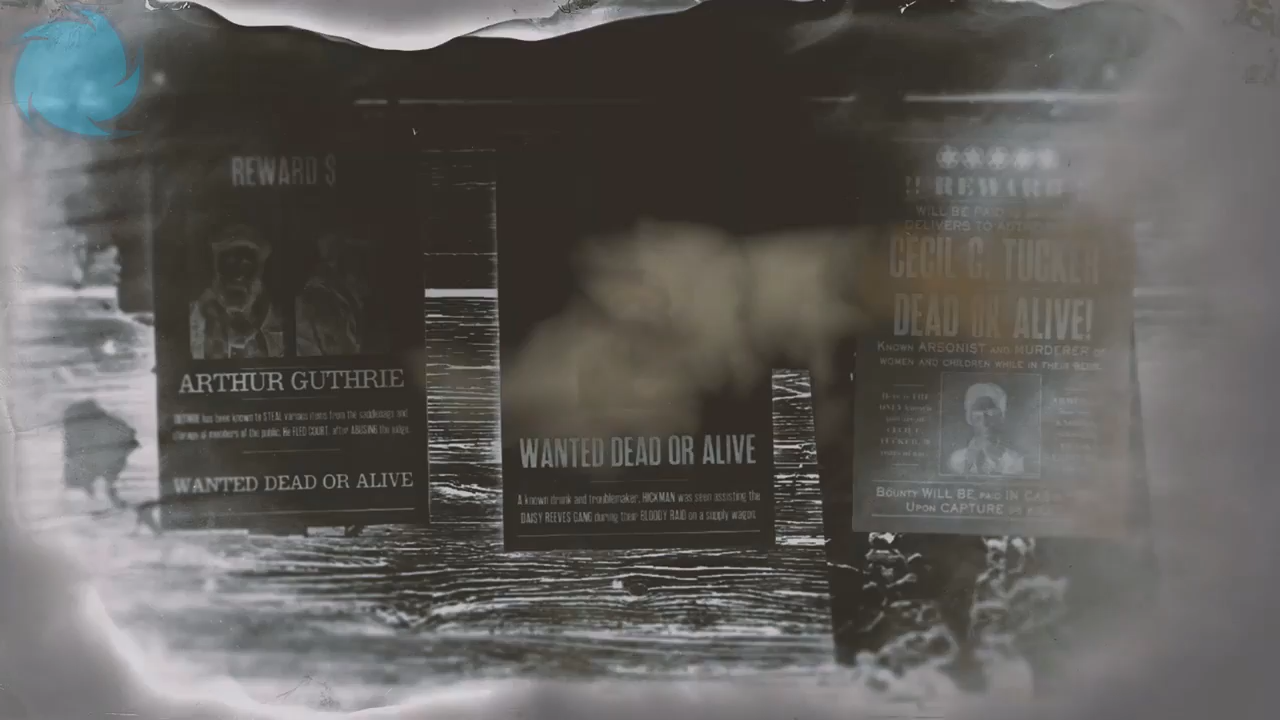 REWARD $
ARTHUR GUTHRIE
GUTHRIE has been known to STEAL various items from the saddlebags and
storage of members of the public. He FLED COURT, after ABUSING the judge.
WANTED DEAD OR ALIVE
WANTED DEAD OR ALIVE
A known drunk and troublemaker, HICKMAN was seen assisting the
DAISY REEVES GANG during their BLOODY RAID on a supply wagon.
!! REWARD
WILL BE PAID
DELIVERS TO
CECIL C. TUCKER
DEAD OR ALIVE!
KNOWN ARSONIST AND MURDERER OF
WOMEN AND CHILDREN WHILE IN THEIR BEDS.
BOUNTY WILL BE PAID IN CASH
UPON CAPTURE